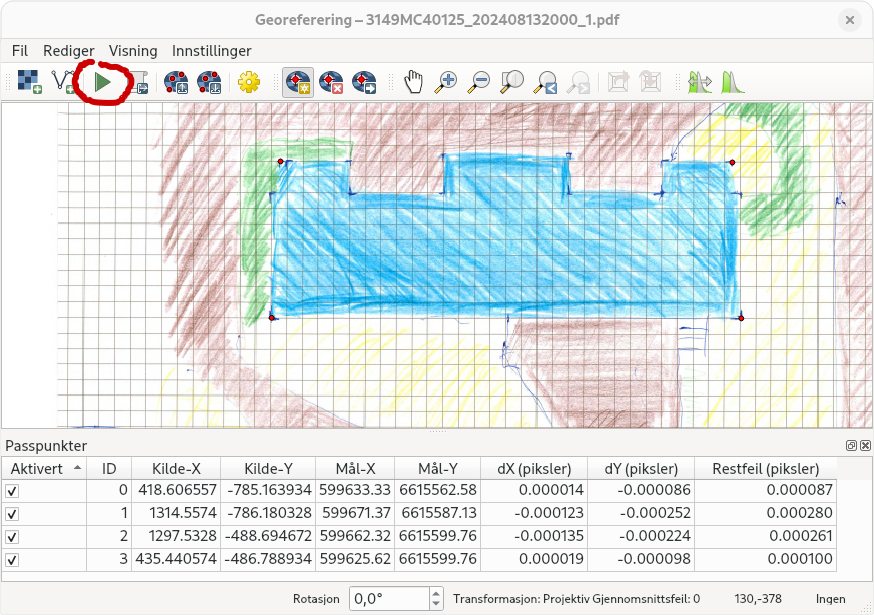 Georeferering – 3149MC40125_202408132000_1.pdf
Fil Rediger Visning Innstillinger
Passpunkter
Aktivert ID Kilde-X Kilde-Y Mål-X Mål-Y dX (piksler) dY (piksler) Restfeil (piksler)
0 418.606557 -785.163934 599633.33 6615562.58 0.000014 -0.000086 0.000087
1 1314.5574 -786.180328 599671.37 6615587.13 -0.000123 -0.000252 0.000280
2 1297.5328 -488.694672 599662.32 6615599.76 -0.000135 -0.000224 0.000261
3 435.440574 -486.788934 599625.62 6615599.76 0.000019 -0.000098 0.000100
Rotasjon 0,0° Transformasjon: Projektiv Gjennomsnittsfeil: 0 130,-378 Ingen